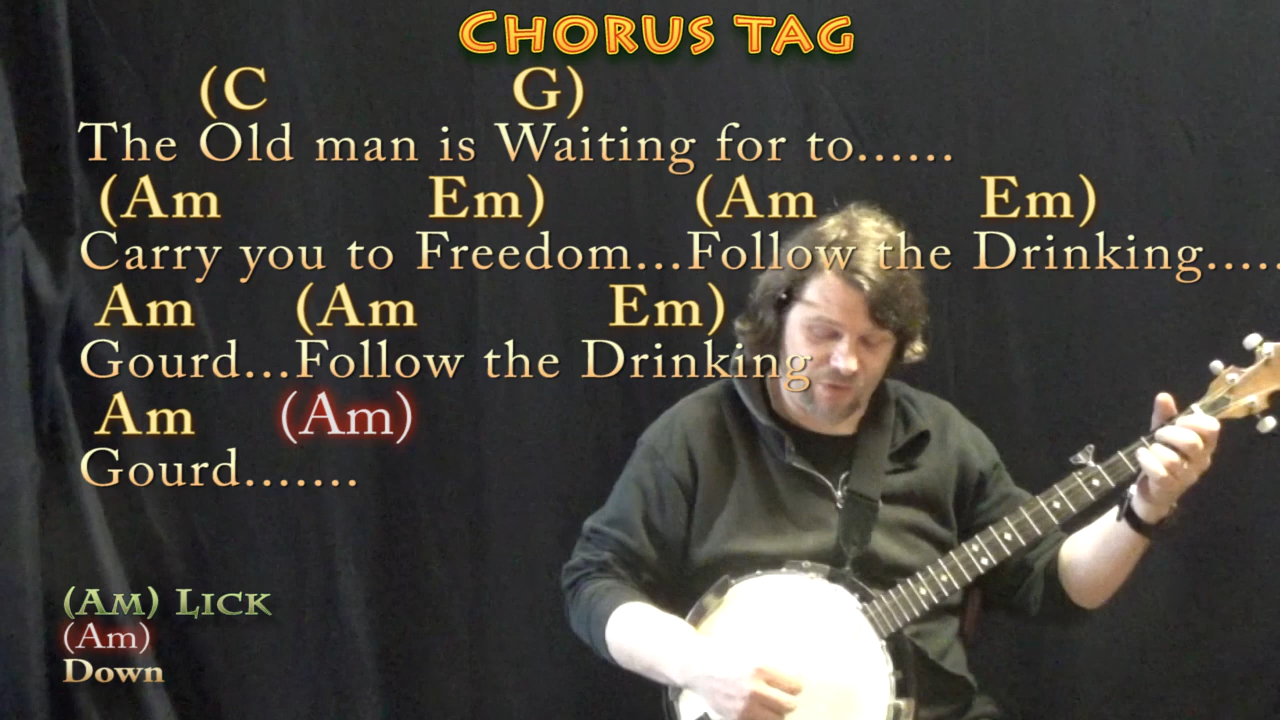 CHORUS TAG
(C G)
The Old man is Waiting for to......
(Am Em) (Am Em)
Carry you to Freedom...Follow the Drinking.....
Am (Am Em)
Gourd...Follow the Drinking
Am (Am)
Gourd.......
(AM) LICK
(Am)
Down